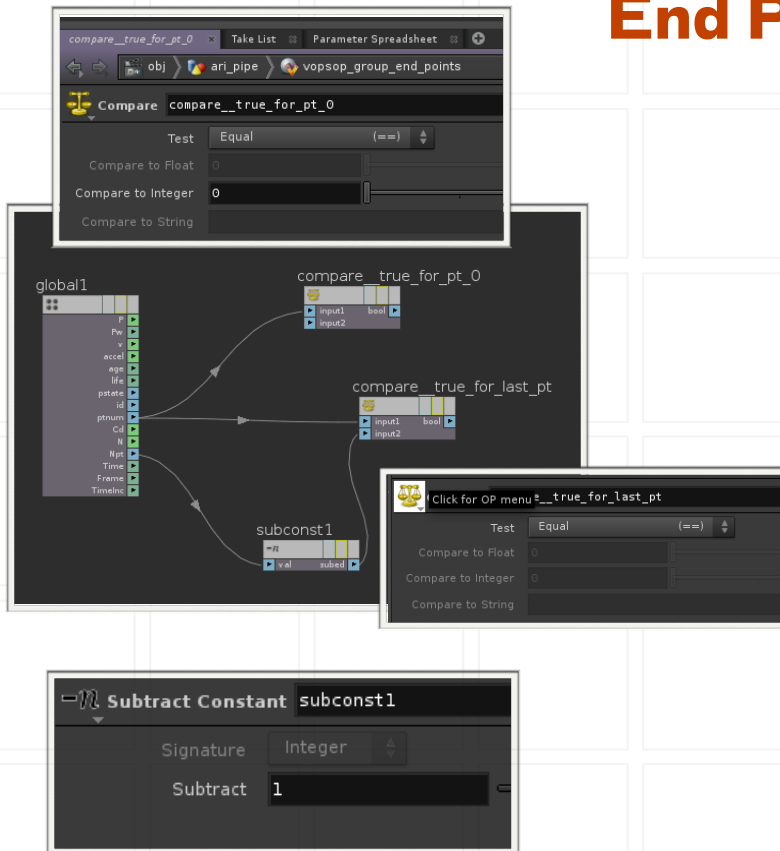 End P
compare__true_for_pt_0 × Take List Parameter Spreadsheet
obj ari_pipe vopsop_group_end_points
Compare compare__true_for_pt_0
Test Equal (==)
Compare to Float 0
Compare to Integer 0
Compare to String
global1
P
Pw
v
accel
age
life
pstate
id
ptnum
Cd
N
Npt
Time
Frame
TimeInc
compare__true_for_pt_0
input1 bool
input2
compare__true_for_last_pt
input1 bool
input2
subconst1
-n
val subed
Click for OP menu e__true_for_last_pt
Test Equal (==)
Compare to Float 0
Compare to Integer 0
Compare to String
-n Subtract Constant subconst1
Signature Integer
Subtract 1